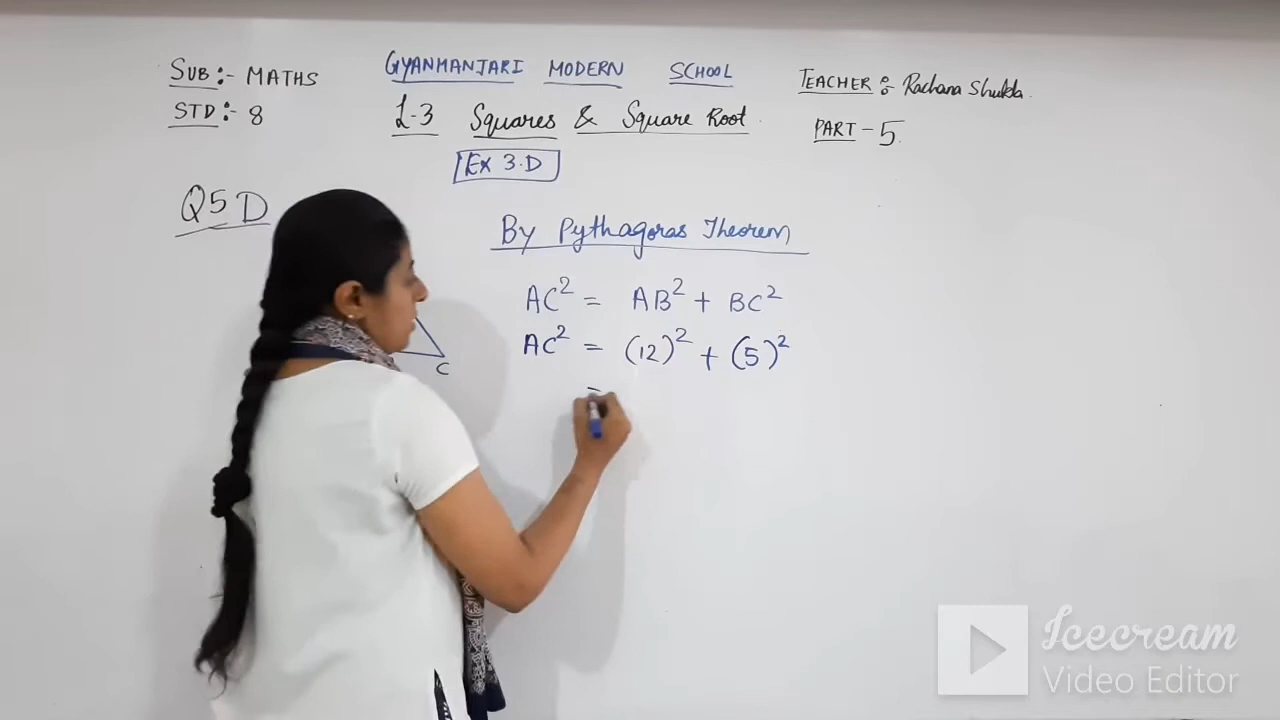 SUB:- MATHS
GYANMANJARI MODERN SCHOOL
TEACHER :- Rachana Shukla.
STD:- 8
L-3 Squares & Square Root
PART - 5.
Ex 3.D
Q5 D
By Pythagoras Theorem
AC² = AB² + BC²
AC² = (12)² + (5)²
=
C
Icecream
Video Editor